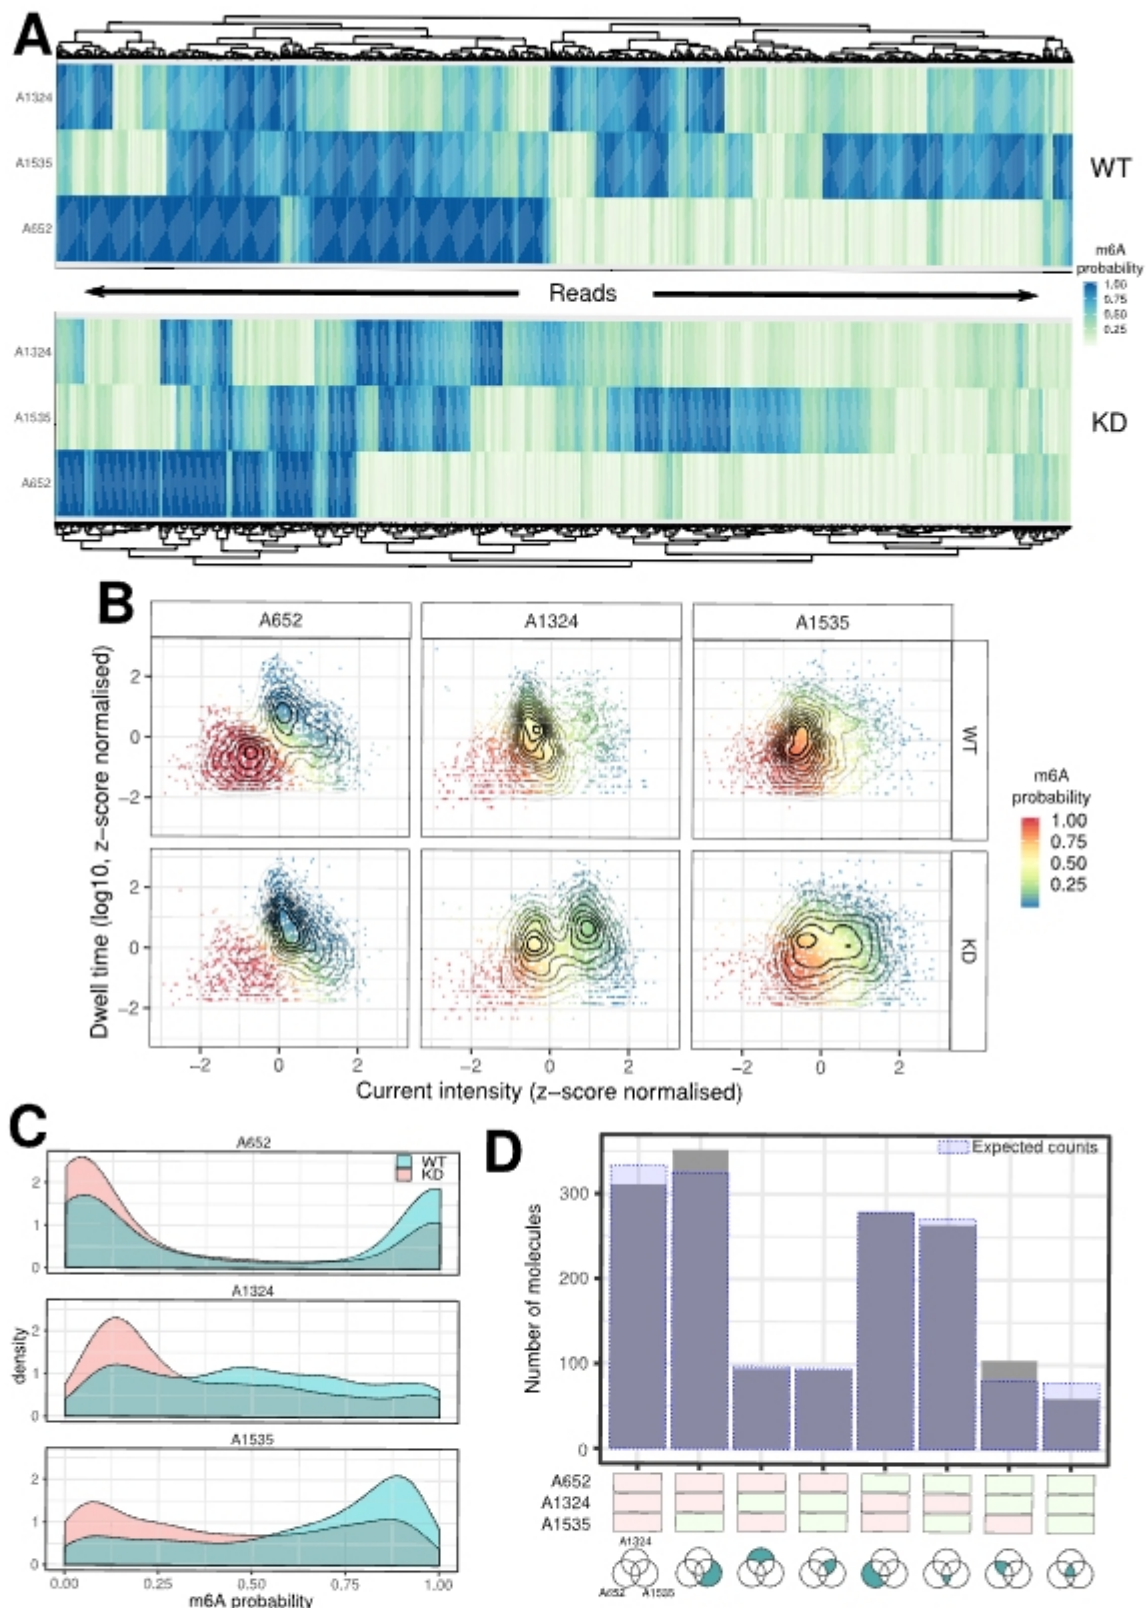 A
A1324
A1535
A652
WT
m6A
probability
1.00
0.75
0.50
0.25
Reads
A1324
A1535
A652
KD
B
A652
A1324
A1535
Dwell time (log10, z-score normalised)
2
0
−2
WT
2
0
−2
KD
m6A
probability
1.00
0.75
0.50
0.25
−2 0 2
−2 0 2
−2 0 2
Current intensity (z−score normalised)
C
A652
WT
KD
2
1
0
A1324
density
2
1
0
A1535
2
1
0
0.00 0.25 0.50 0.75 1.00
m6A probability
D
Expected counts
Number of molecules
300
200
100
0
A652
A1324
A1535
A1324
A652 A1535